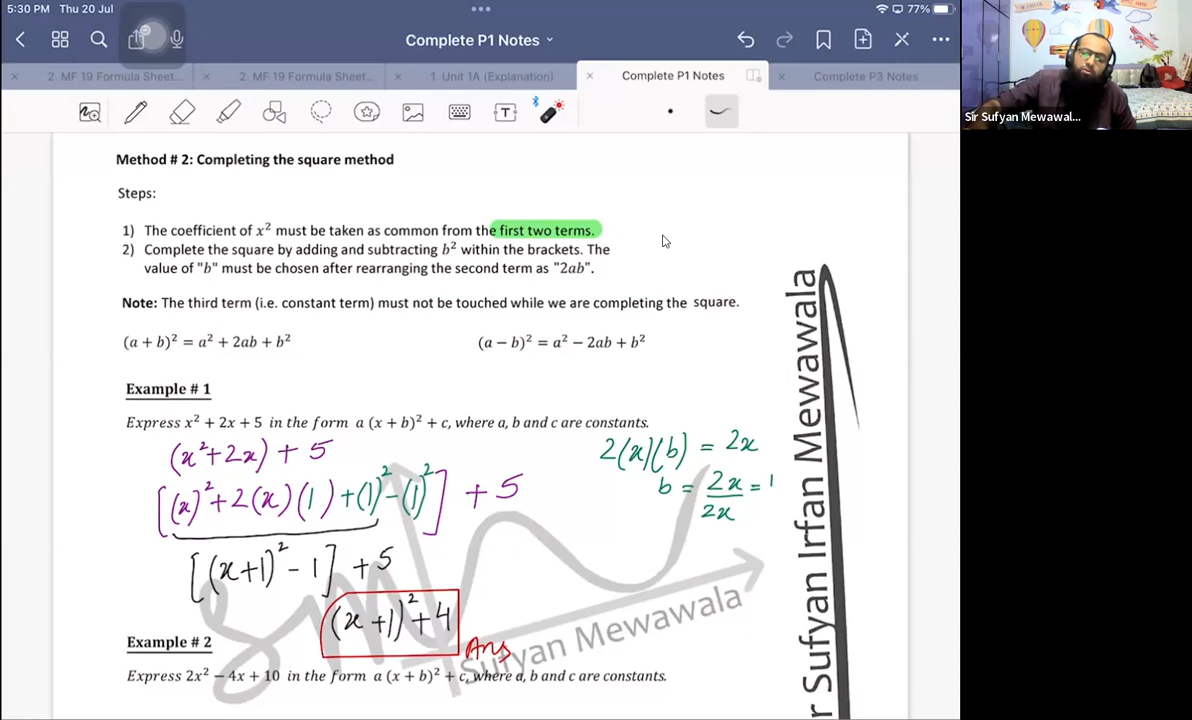 5:30 PM Thu 20 Jul
77%
Complete P1 Notes
2. MF 19 Formula Sheet...
2. MF 19 Formula Sheet...
1. Unit 1A (Explanation)
Complete P1 Notes
Complete P3 Notes
Sir Sufyan Mewawal...
Method # 2: Completing the square method
Steps:
1) The coefficient of x² must be taken as common from the first two terms.
2) Complete the square by adding and subtracting b² within the brackets. The
value of "b" must be chosen after rearranging the second term as "2ab".
Note: The third term (i.e. constant term) must not be touched while we are completing the square.
(a + b)² = a² + 2ab + b²
(a − b)² = a² − 2ab + b²
Example # 1
Express x² + 2x + 5 in the form a (x + b)² + c, where a, b and c are constants.
(x²+2x) + 5
2(x)(b) = 2x
[(x)²+2(x)(1)+(1)²-(1)²] + 5
b = 2x/2x = 1
[(x+1)²-1] +5
(x+1)²+4
Ans
Example # 2
Express 2x² − 4x + 10 in the form a (x + b)² + c, where a, b and c are constants.
Sufyan Mewawala
r Sufyan Irfan Mewawala